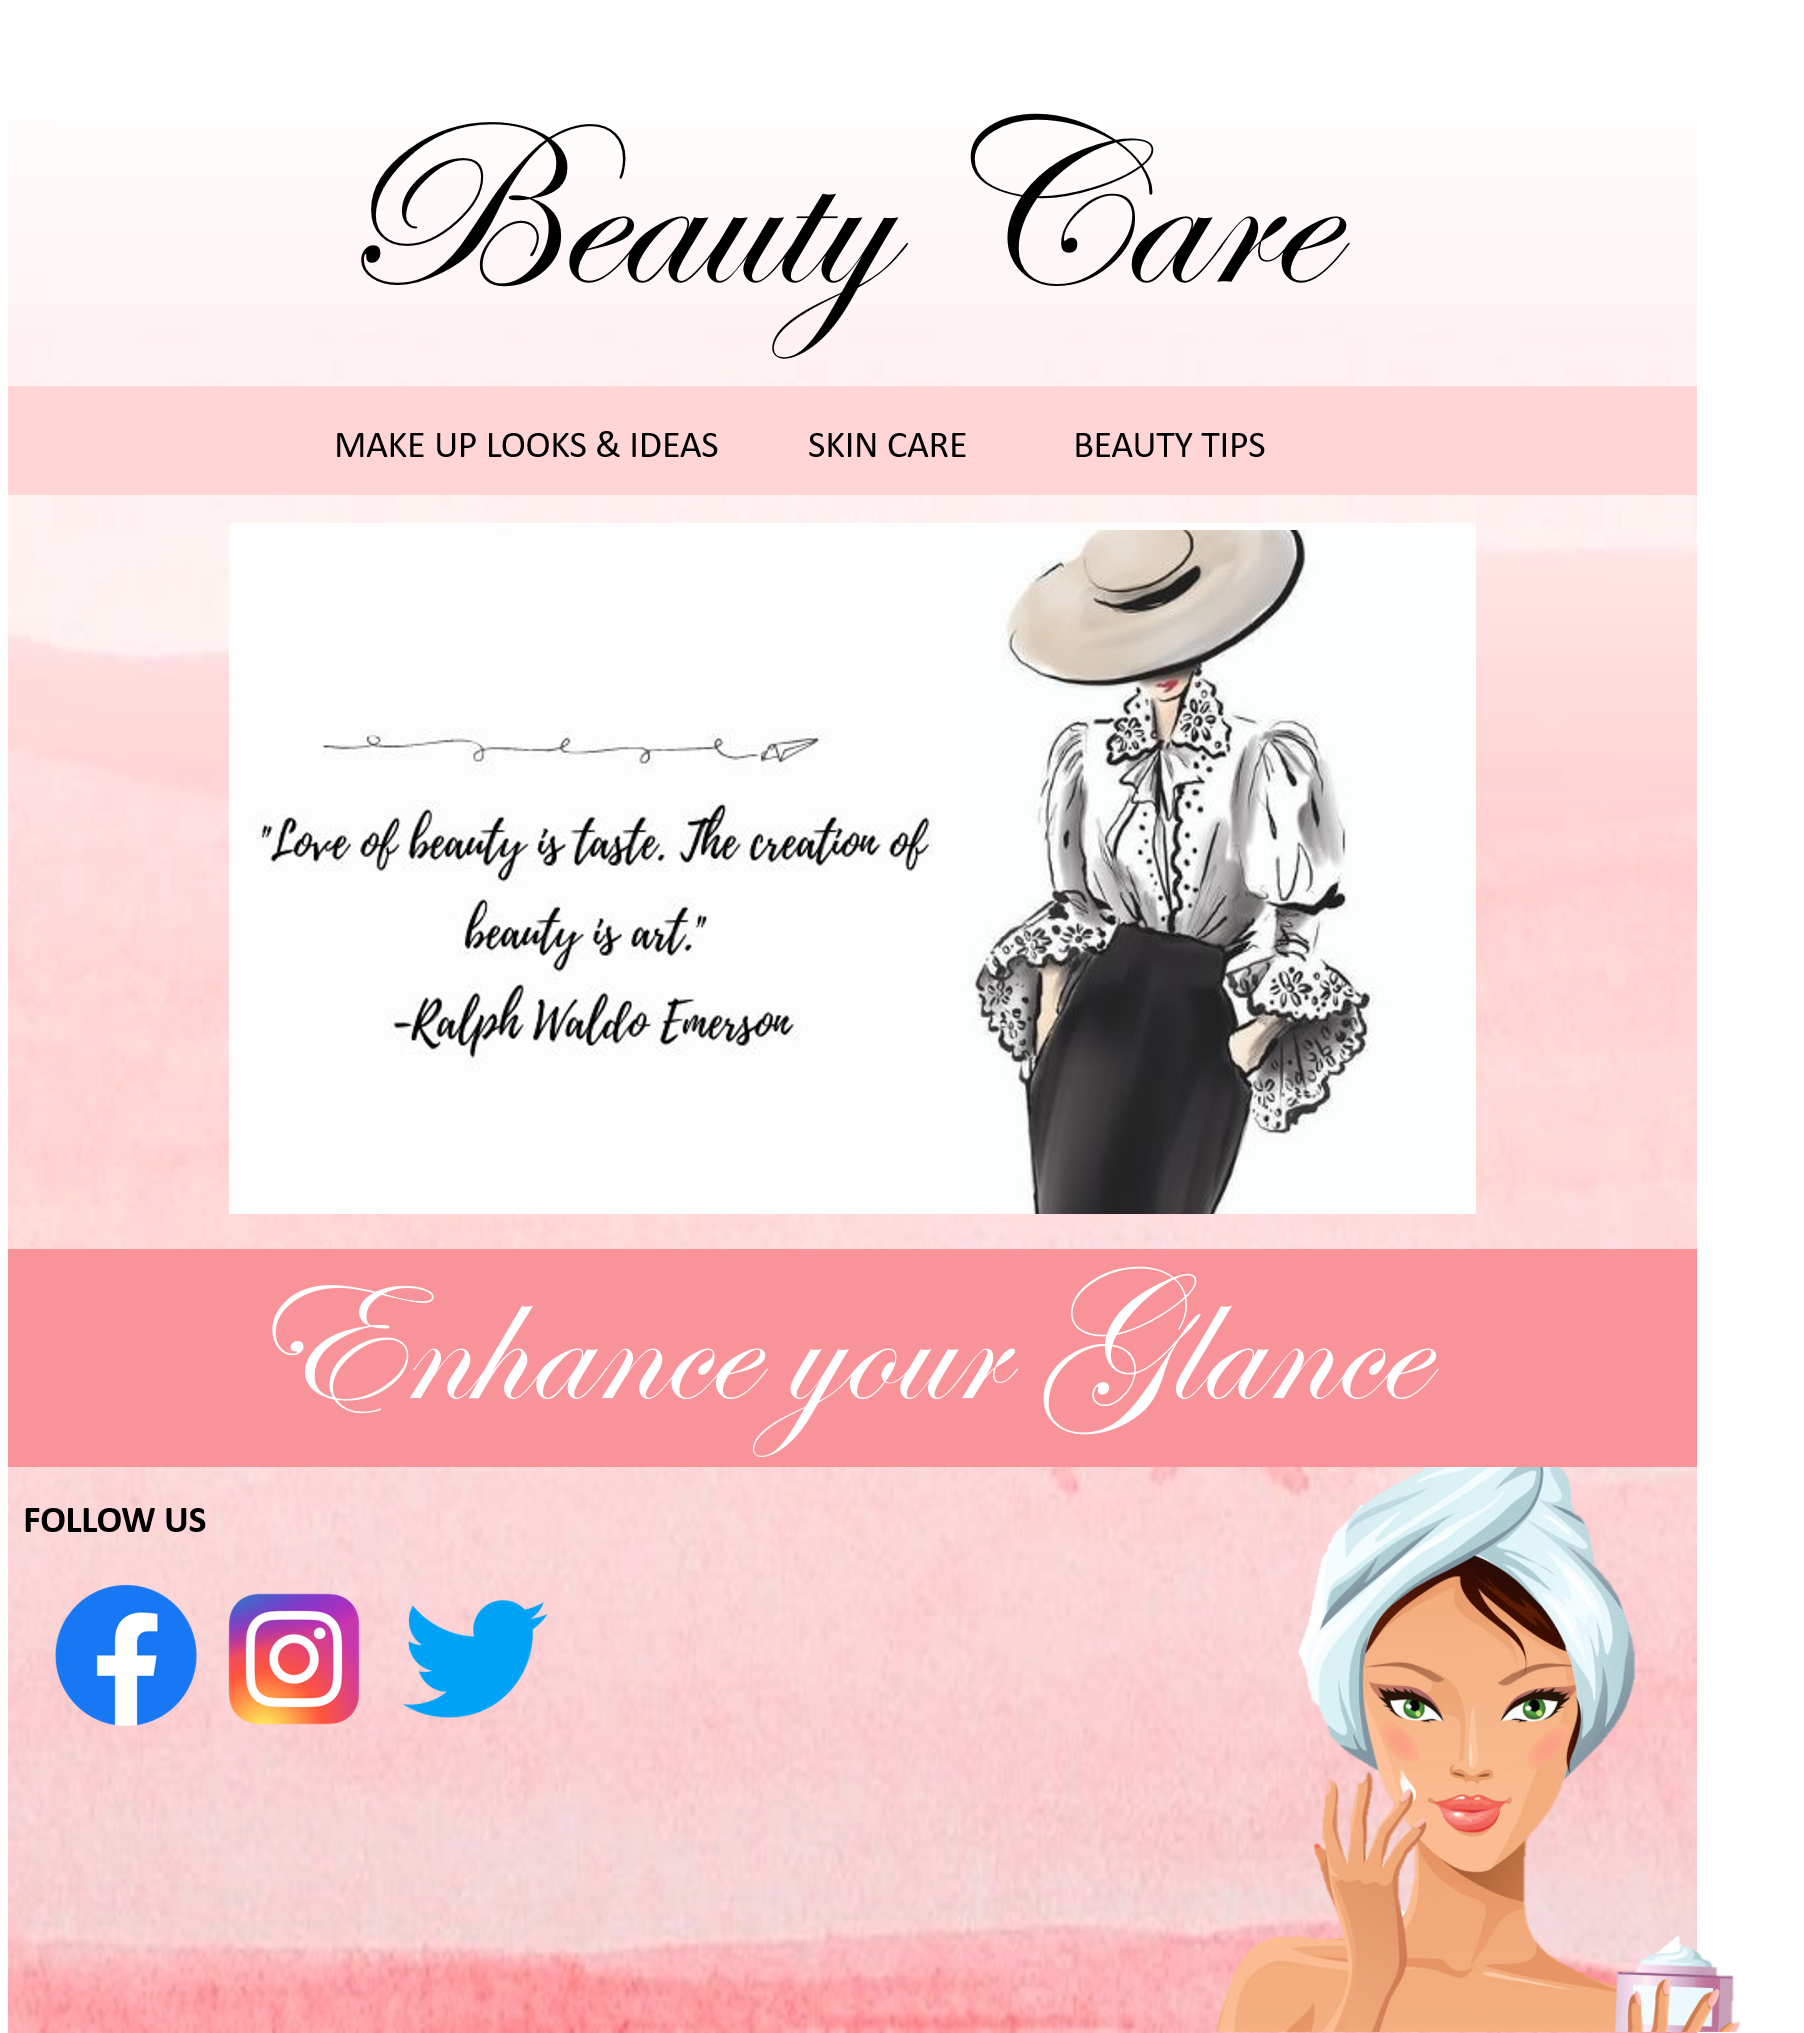 Beauty Care
MAKE UP LOOKS & IDEAS SKIN CARE BEAUTY TIPS
"Love of beauty is taste. The creation of
beauty is art."
-Ralph Waldo Emerson
Enhance your Glance
FOLLOW US